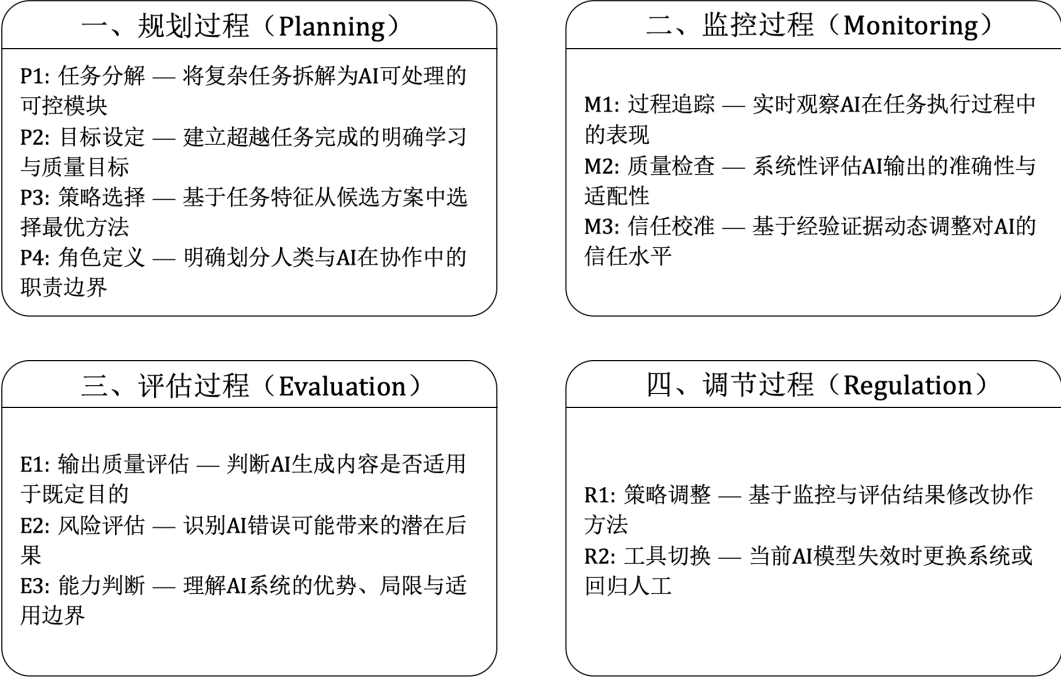 一、规划过程（Planning）
P1: 任务分解 — 将复杂任务拆解为AI可处理的
可控模块
P2: 目标设定 — 建立超越任务完成的明确学习
与质量目标
P3: 策略选择 — 基于任务特征从候选方案中选
择最优方法
P4: 角色定义 — 明确划分人类与AI在协作中的
职责边界
二、监控过程（Monitoring）
M1: 过程追踪 — 实时观察AI在任务执行过程中
的表现
M2: 质量检查 — 系统性评估AI输出的准确性与
适配性
M3: 信任校准 — 基于经验证据动态调整对AI的
信任水平
三、评估过程（Evaluation）
E1: 输出质量评估 — 判断AI生成内容是否适用
于既定目的
E2: 风险评估 — 识别AI错误可能带来的潜在后
果
E3: 能力判断 — 理解AI系统的优势、局限与适
用边界
四、调节过程（Regulation）
R1: 策略调整 — 基于监控与评估结果修改协作
方法
R2: 工具切换 — 当前AI模型失效时更换系统或
回归人工